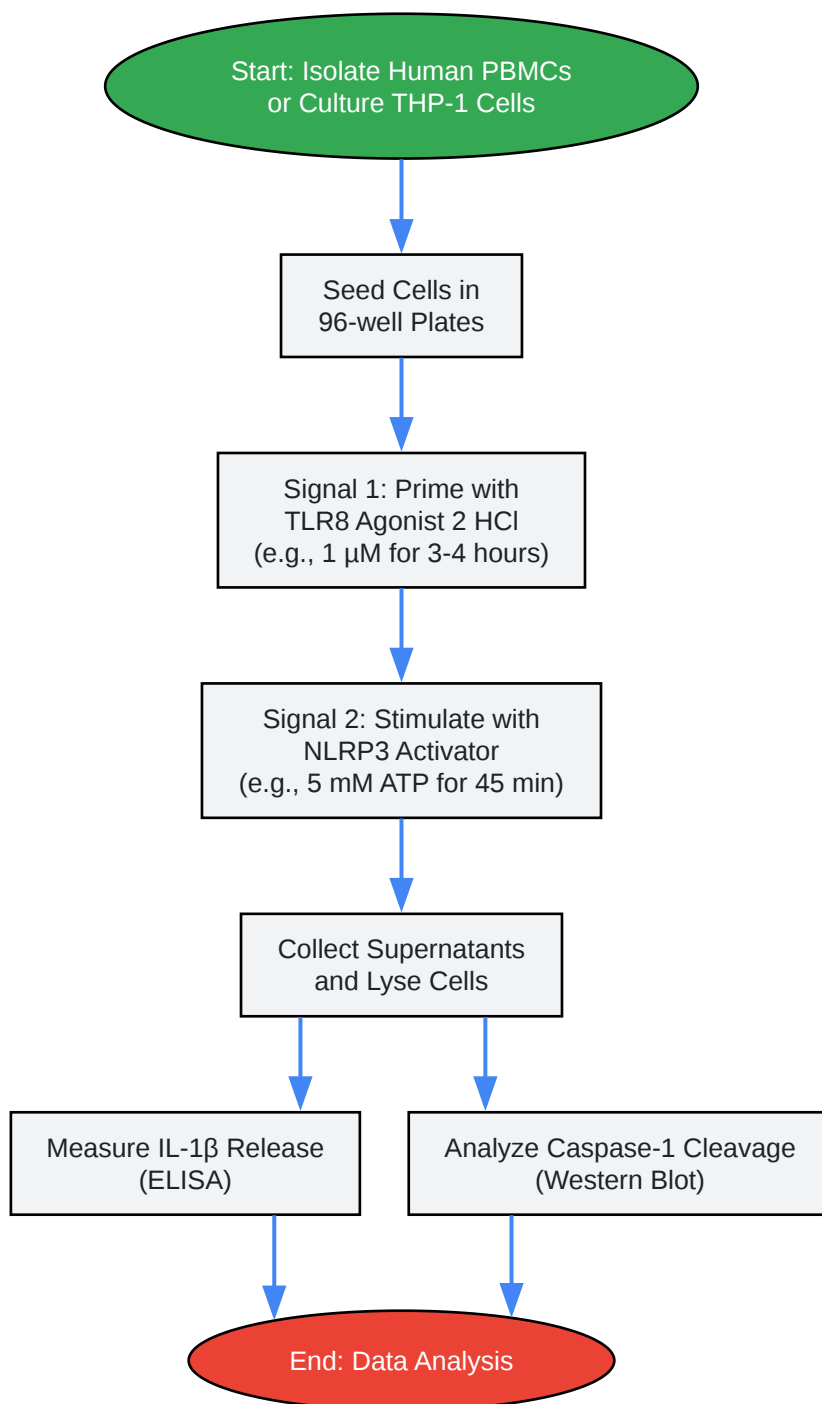 Start: Isolate Human PBMCs
or Culture THP-1 Cells
Seed Cells in
96-well Plates
Signal 1: Prime with
TLR8 Agonist 2 HCl
(e.g., 1 µM for 3-4 hours)
Signal 2: Stimulate with
NLRP3 Activator
(e.g., 5 mM ATP for 45 min)
Collect Supernatants
and Lyse Cells
Measure IL-1β Release
(ELISA)
Analyze Caspase-1 Cleavage
(Western Blot)
End: Data Analysis